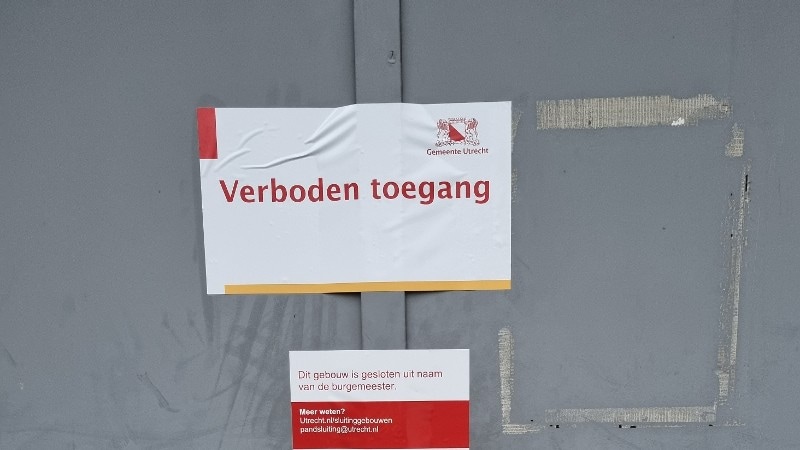 Gemeente Utrecht
Verboden toegang
Dit gebouw is gesloten uit naam
van de burgemeester.
Meer weten?
Utrecht.nl/sluitinggebouwen
pandsluiting@utrecht.nl